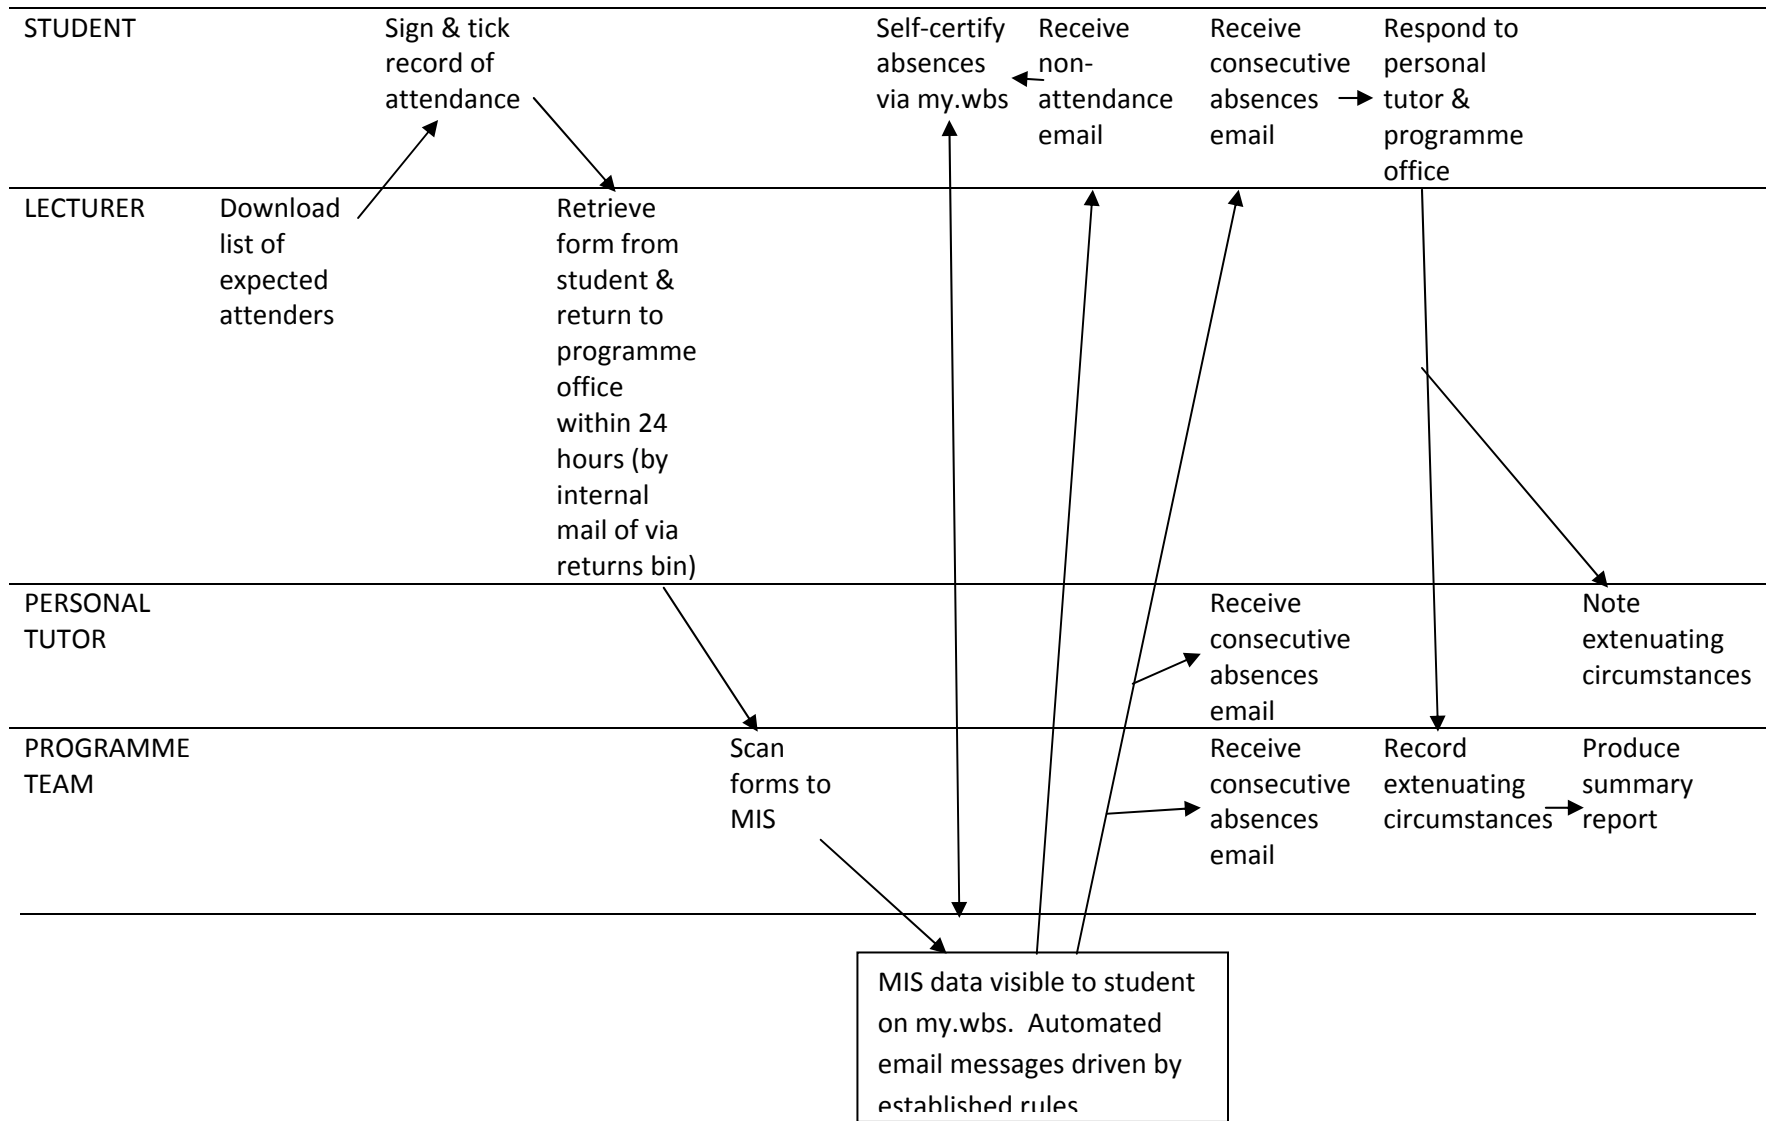 STUDENT
Sign & tick
record of
attendance
Self-certify
absences
via my.wbs
Receive
non-
attendance
email
Receive
consecutive
absences
email
Respond to
personal
tutor &
programme
office
LECTURER
Download
list of
expected
attenders
Retrieve
form from
student &
return to
programme
office
within 24
hours (by
internal
mail of via
returns bin)
PERSONAL
TUTOR
Receive
consecutive
absences
email
Note
extenuating
circumstances
PROGRAMME
TEAM
Scan
forms to
MIS
Receive
consecutive
absences
email
Record
extenuating
circumstances
Produce
summary
report
MIS data visible to student
on my.wbs.  Automated
email messages driven by
established rules